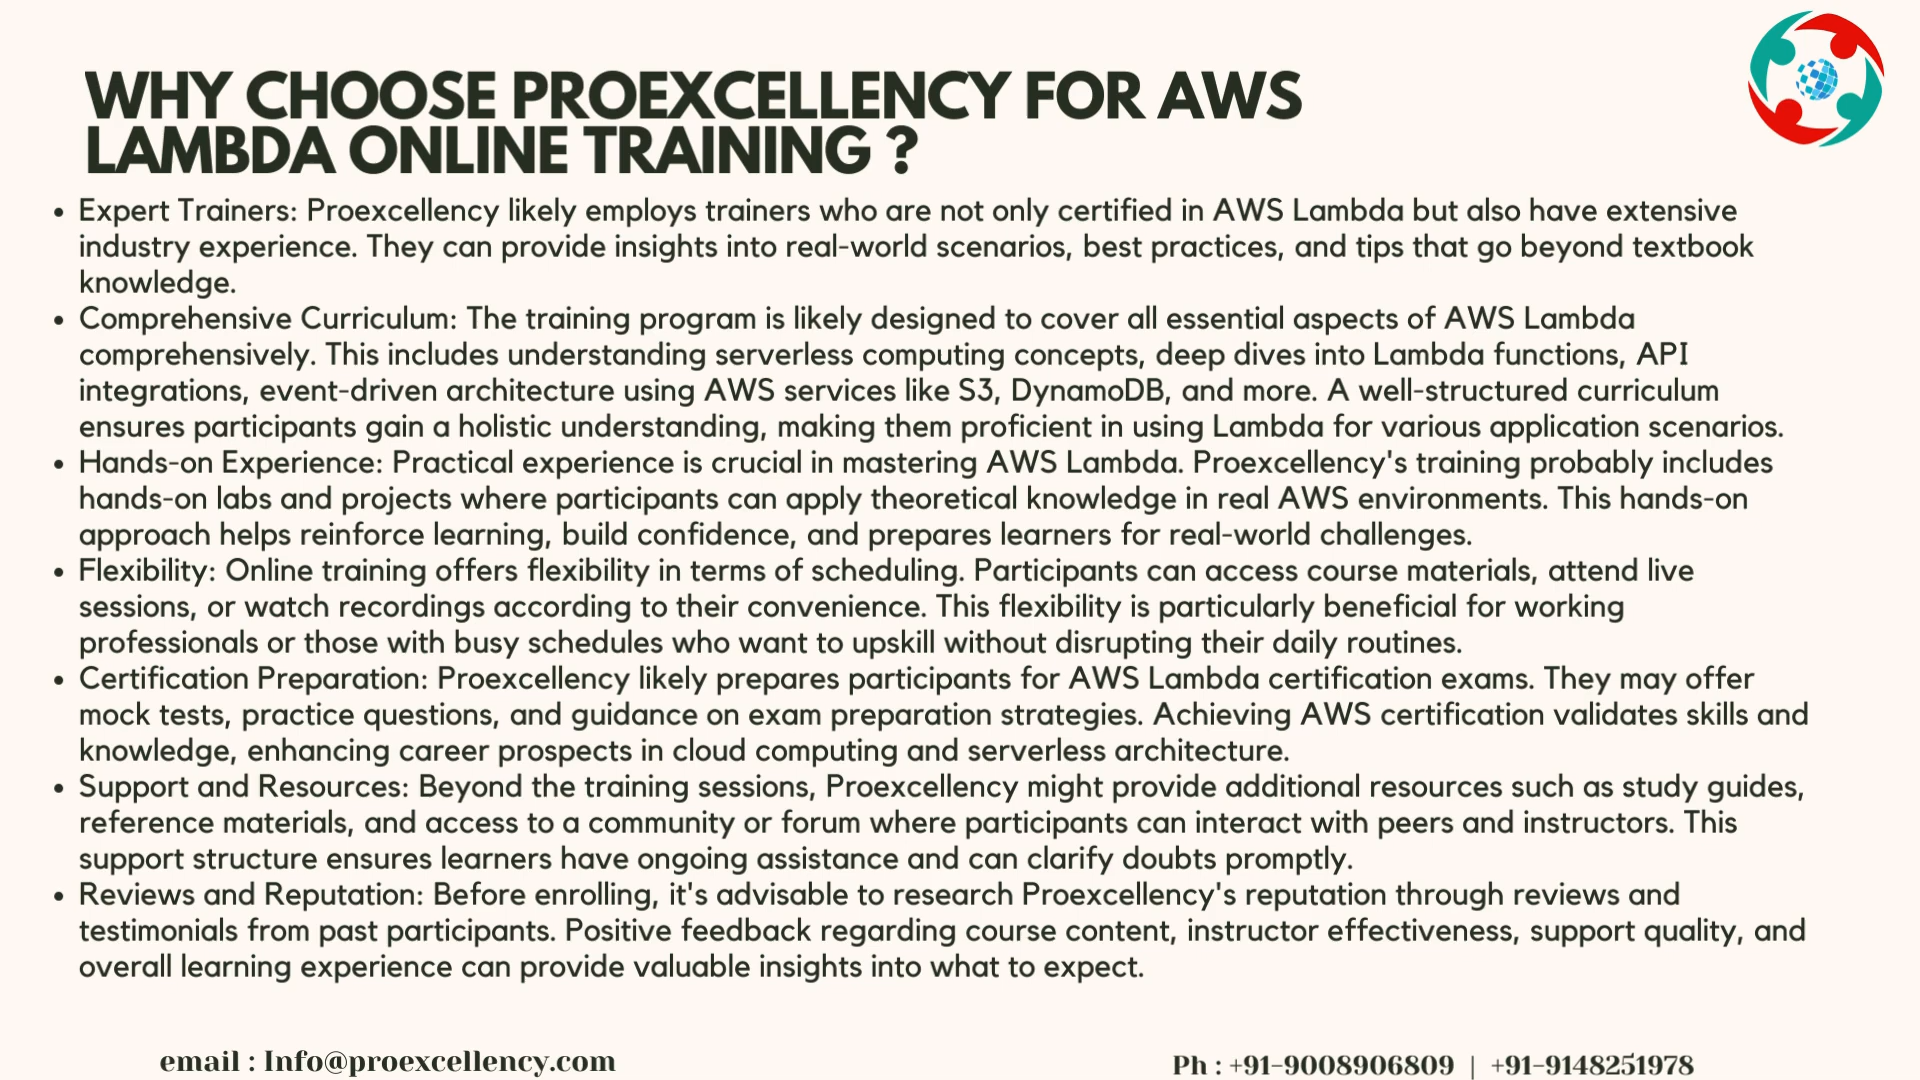 WHY CHOOSE PROEXCELLENCY FOR AWS
LAMBDA ONLINE TRAINING ?
• Expert Trainers: Proexcellency likely employs trainers who are not only certified in AWS Lambda but also have extensive
industry experience. They can provide insights into real-world scenarios, best practices, and tips that go beyond textbook
knowledge.
• Comprehensive Curriculum: The training program is likely designed to cover all essential aspects of AWS Lambda
comprehensively. This includes understanding serverless computing concepts, deep dives into Lambda functions, API
integrations, event-driven architecture using AWS services like S3, DynamoDB, and more. A well-structured curriculum
ensures participants gain a holistic understanding, making them proficient in using Lambda for various application scenarios.
• Hands-on Experience: Practical experience is crucial in mastering AWS Lambda. Proexcellency's training probably includes
hands-on labs and projects where participants can apply theoretical knowledge in real AWS environments. This hands-on
approach helps reinforce learning, build confidence, and prepares learners for real-world challenges.
• Flexibility: Online training offers flexibility in terms of scheduling. Participants can access course materials, attend live
sessions, or watch recordings according to their convenience. This flexibility is particularly beneficial for working
professionals or those with busy schedules who want to upskill without disrupting their daily routines.
• Certification Preparation: Proexcellency likely prepares participants for AWS Lambda certification exams. They may offer
mock tests, practice questions, and guidance on exam preparation strategies. Achieving AWS certification validates skills and
knowledge, enhancing career prospects in cloud computing and serverless architecture.
• Support and Resources: Beyond the training sessions, Proexcellency might provide additional resources such as study guides,
reference materials, and access to a community or forum where participants can interact with peers and instructors. This
support structure ensures learners have ongoing assistance and can clarify doubts promptly.
• Reviews and Reputation: Before enrolling, it's advisable to research Proexcellency's reputation through reviews and
testimonials from past participants. Positive feedback regarding course content, instructor effectiveness, support quality, and
overall learning experience can provide valuable insights into what to expect.
email : Info@proexcellency.com
Ph : +91-9008906809 | +91-9148251978